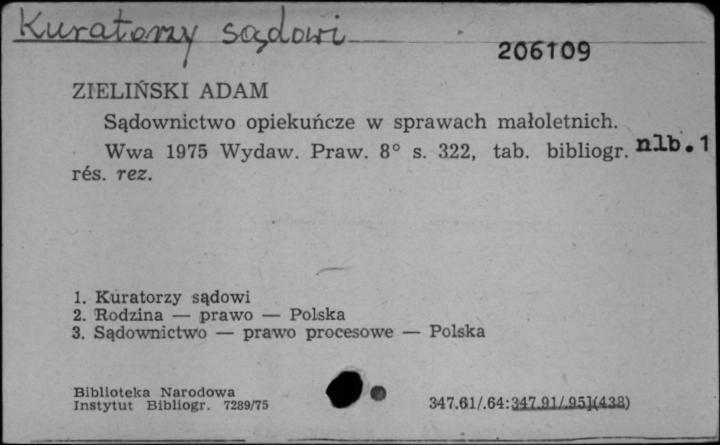 Kuratorzy sądowi
206109
ZIELIŃSKI ADAM
Sądownictwo opiekuńcze w sprawach małoletnich.
Wwa 1975 Wydaw. Praw. 8° s. 322, tab. bibliogr. nlb. 1
rés. rez.
1. Kuratorzy sądowi
2. Rodzina — prawo — Polska
3. Sądownictwo — prawo procesowe — Polska
Biblioteka Narodowa
Instytut Bibliogr. 7289/75
347.61/.64:347.91/.95](438)